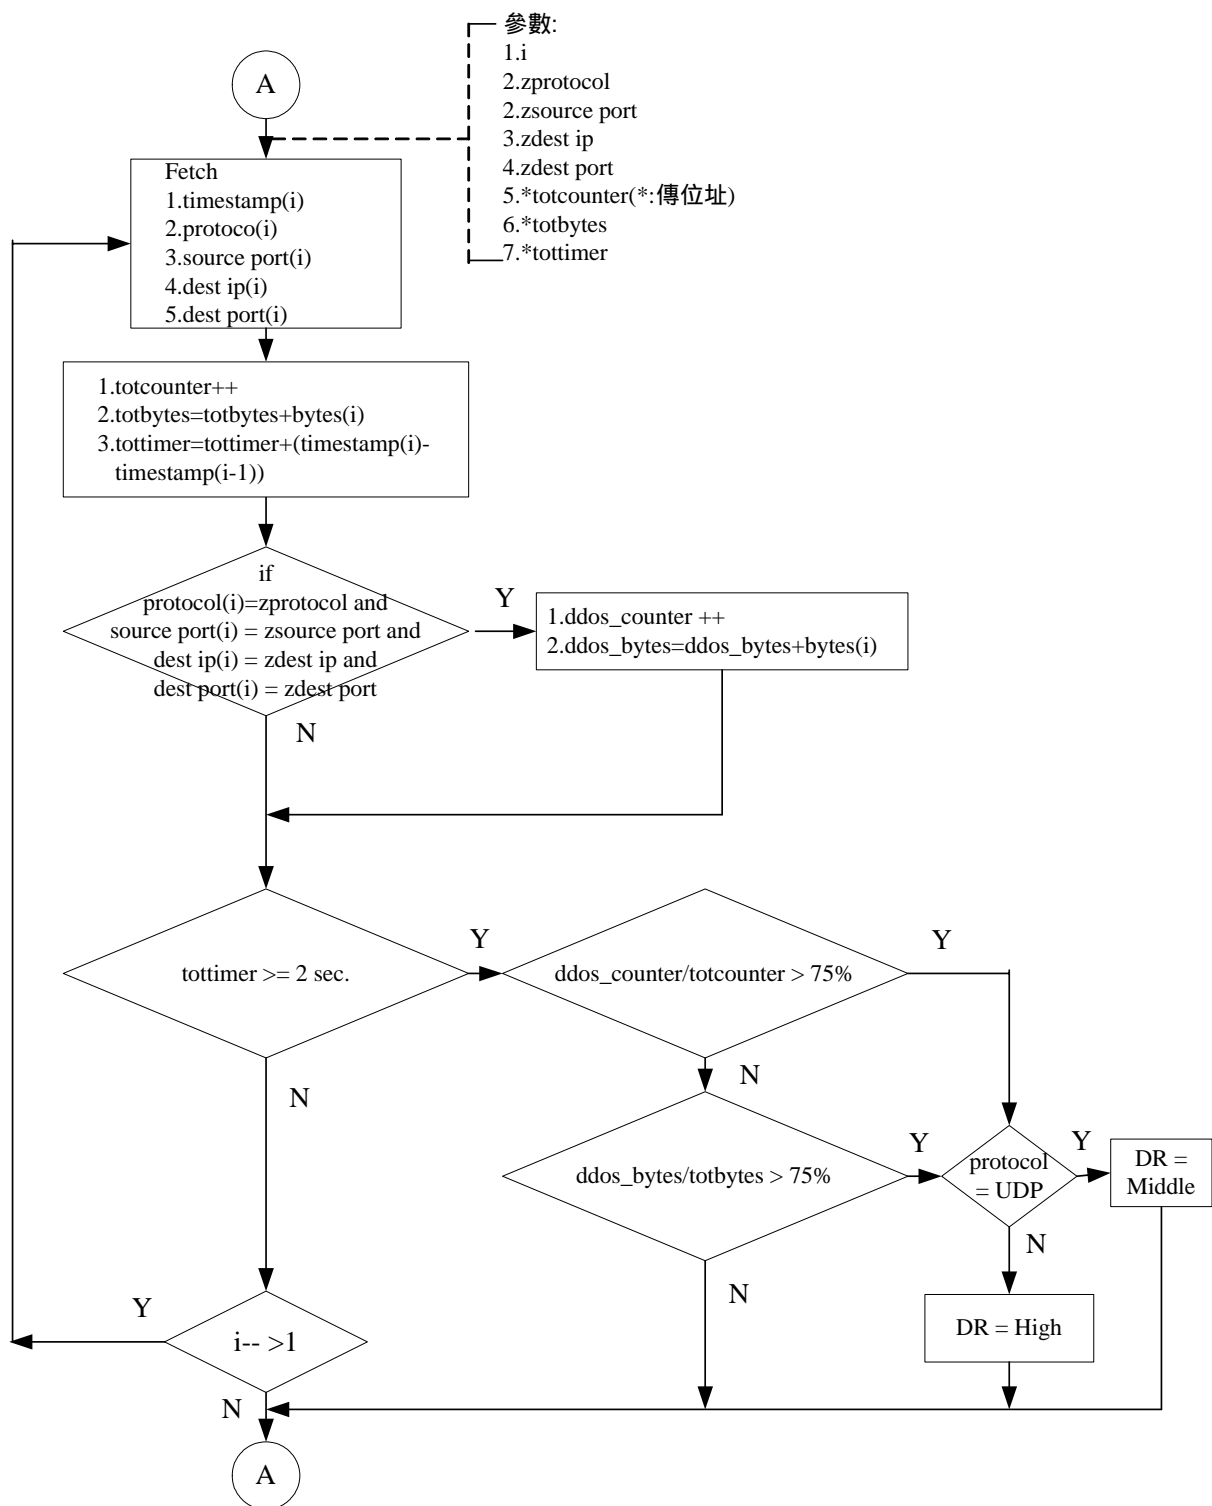 參數:
1.i
2.zprotocol
2.zsource port
3.zdest ip
4.zdest port
5.*totcounter(*:傳位址)
6.*totbytes
7.*tottimer
A
Fetch
1.timestamp(i)
2.protoco(i)
3.source port(i)
4.dest ip(i)
5.dest port(i)
1.totcounter++
2.totbytes=totbytes+bytes(i)
3.tottimer=tottimer+(timestamp(i)-
timestamp(i-1))
if
protocol(i)=zprotocol and
source port(i) = zsource port and
dest ip(i) = zdest ip and
dest port(i) = zdest port
Y
1.ddos_counter ++
2.ddos_bytes=ddos_bytes+bytes(i)
N
tottimer >= 2 sec.
Y
ddos_counter/totcounter > 75%
Y
N
N
ddos_bytes/totbytes > 75%
Y
protocol
= UDP
Y
DR =
Middle
N
N
DR = High
Y
i-- >1
N
A